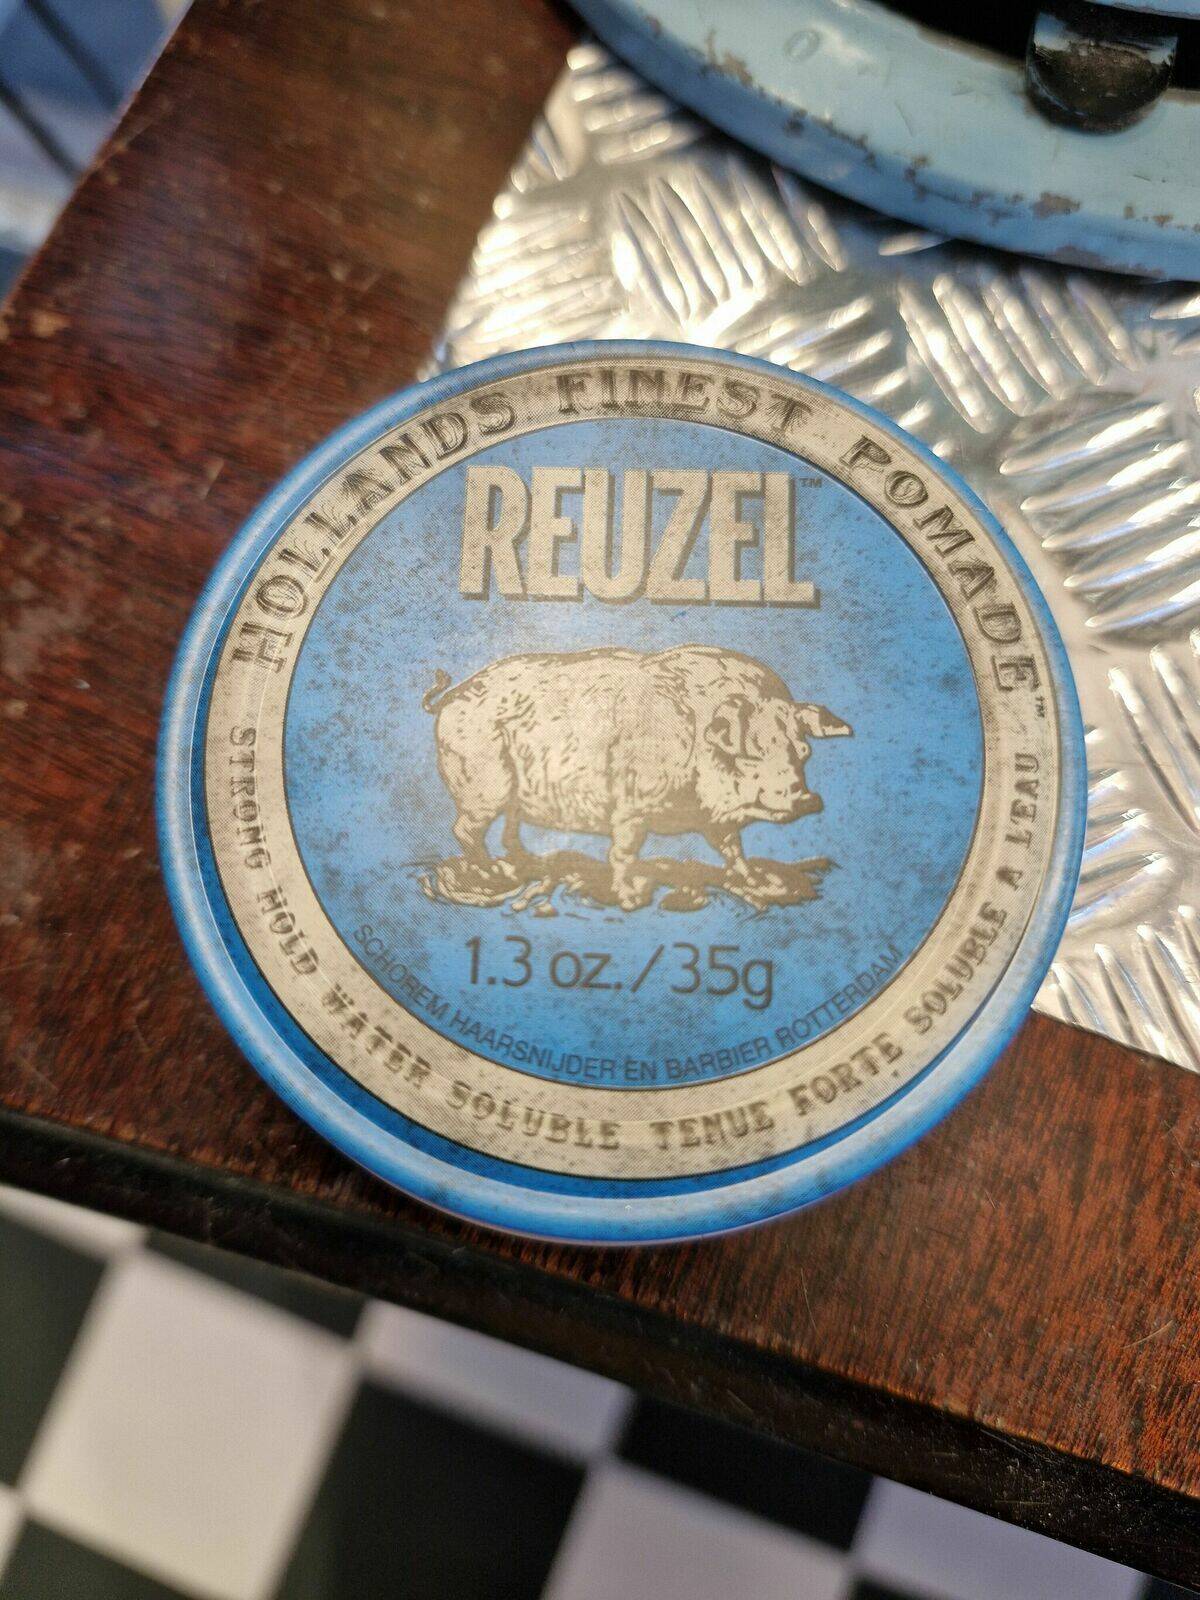 HOLLANDS FINEST POMADE™
REUZEL™
1.3 oz./35g
SCHOREM HAARSNIJDER EN BARBIER ROTTERDAM
STRONG HOLD WATER SOLUBLE TENUE FORTE SOLUBLE A L'EAU